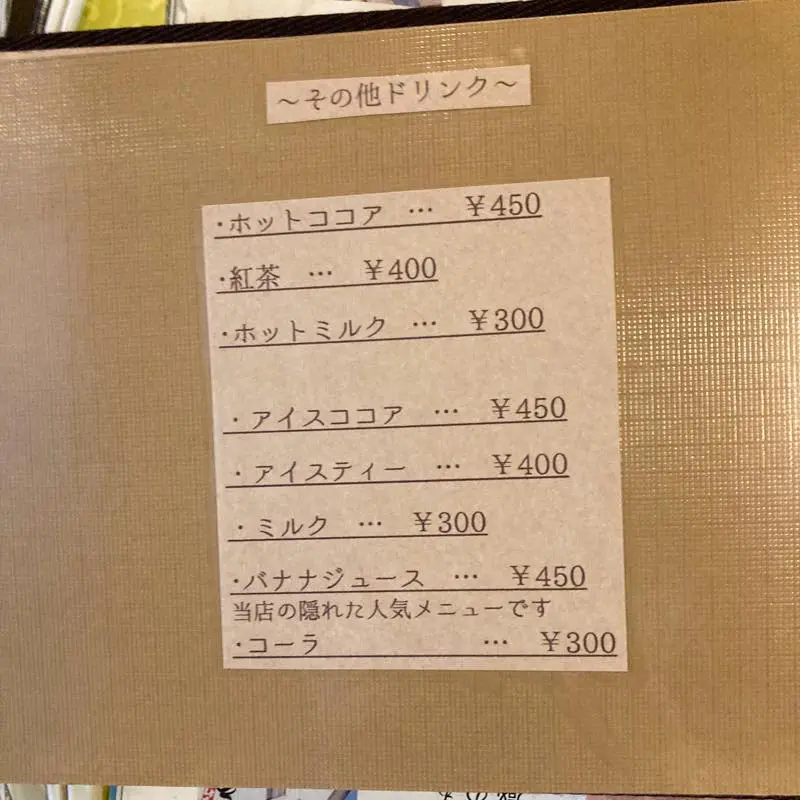 ～その他ドリンク～
・ホットココア … ￥450
・紅茶 … ￥400
・ホットミルク … ￥300
・アイスココア … ￥450
・アイスティー … ￥400
・ミルク … ￥300
・バナナジュース … ￥450
当店の隠れた人気メニューです
・コーラ … ￥300